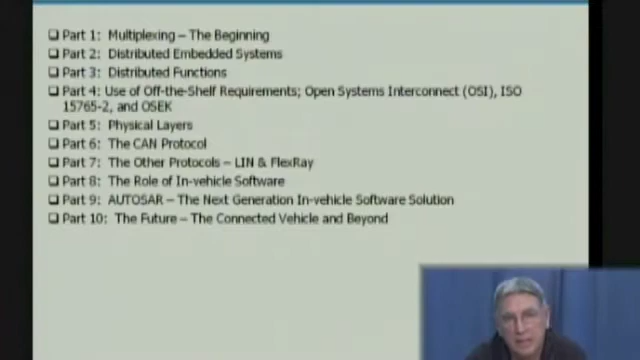 ❑ Part 1: Multiplexing – The Beginning
❑ Part 2: Distributed Embedded Systems
❑ Part 3: Distributed Functions
❑ Part 4: Use of Off-the-Shelf Requirements; Open Systems Interconnect (OSI), ISO
15765-2, and OSEK
❑ Part 5: Physical Layers
❑ Part 6: The CAN Protocol
❑ Part 7: The Other Protocols – LIN & FlexRay
❑ Part 8: The Role of In-vehicle Software
❑ Part 9: AUTOSAR – The Next Generation In-vehicle Software Solution
❑ Part 10: The Future – The Connected Vehicle and Beyond